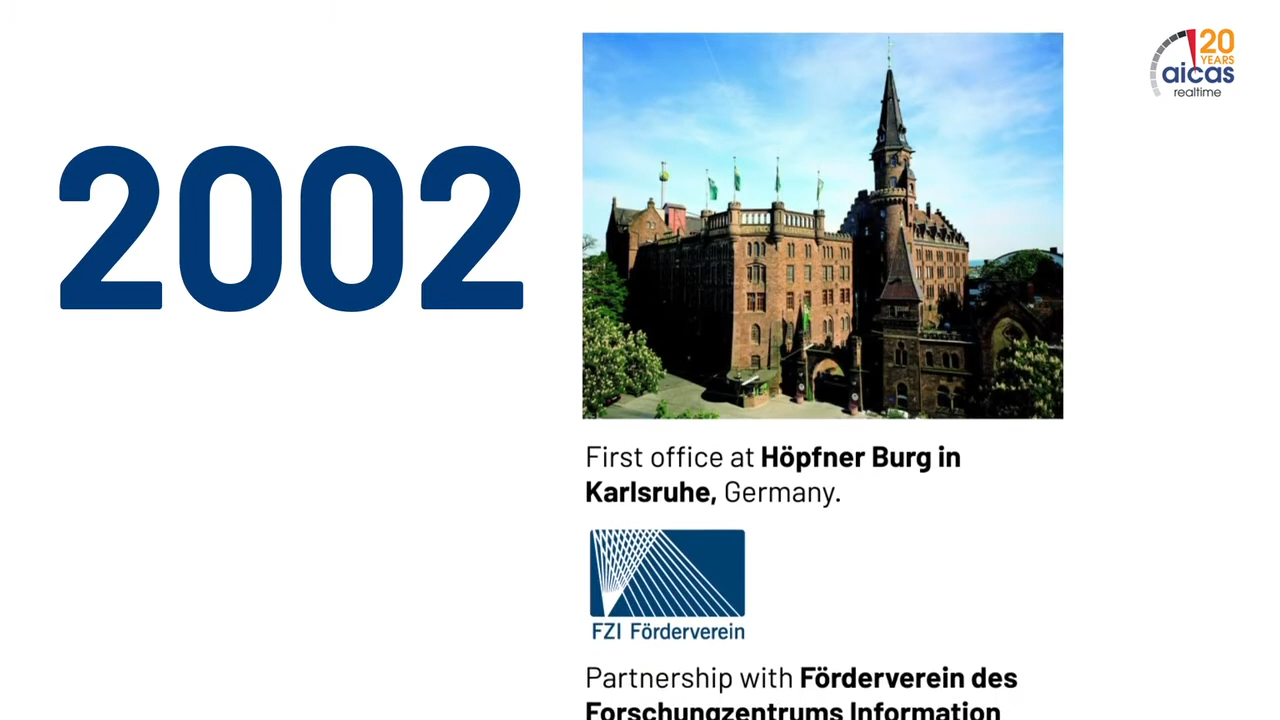 20
YEARS
aicas
realtime
2002
First office at Höpfner Burg in
Karlsruhe, Germany.
FZI Förderverein
Partnership with Förderverein des
Forschungzentrums Information